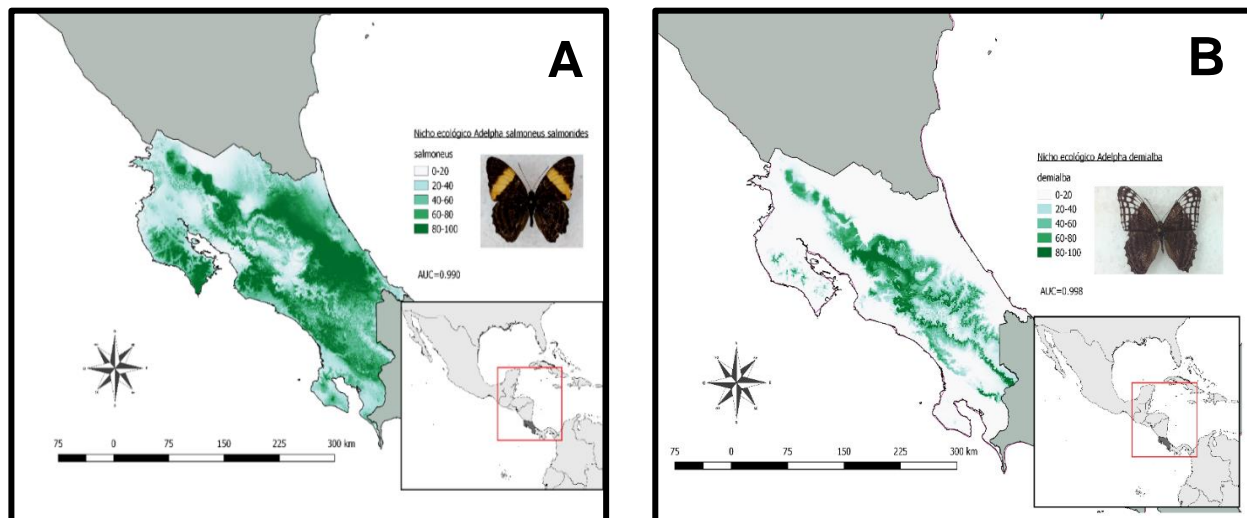 A
Nicho ecológico Adelpha salmoneus salmonides
salmoneus
0-20
20-40
40-60
60-80
80-100
AUC=0.990
75 0 75 150 225 300 km
B
Nicho ecológico Adelpha demialba
demialba
0-20
20-40
40-60
60-80
80-100
AUC=0.998
75 0 75 150 225 300 km